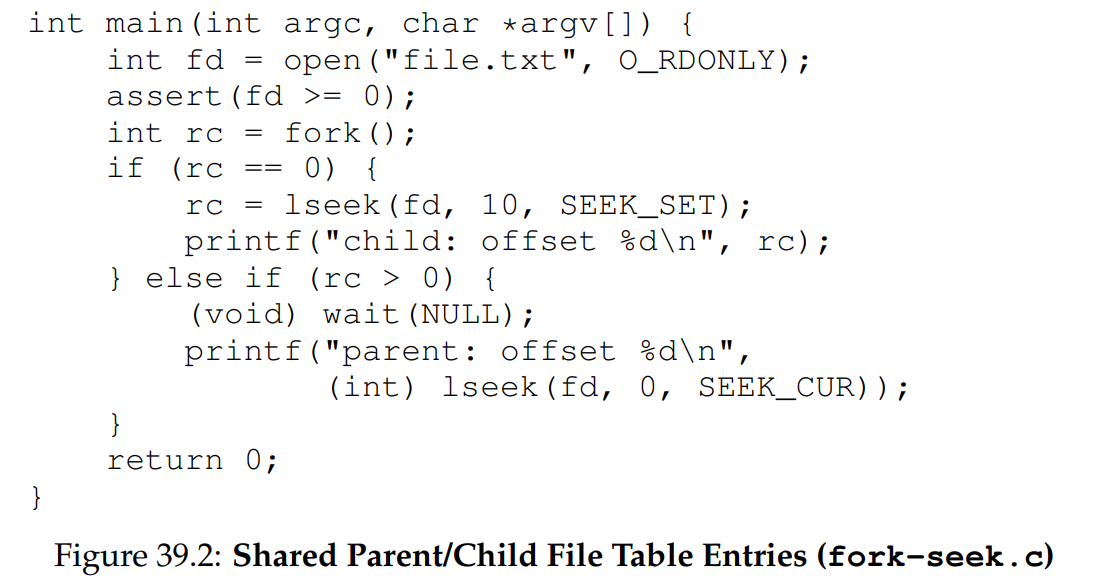 int main(int argc, char *argv[]) {
    int fd = open("file.txt", O_RDONLY);
    assert(fd >= 0);
    int rc = fork();
    if (rc == 0) {
        rc = lseek(fd, 10, SEEK_SET);
        printf("child: offset %d\n", rc);
    } else if (rc > 0) {
        (void) wait(NULL);
        printf("parent: offset %d\n",
               (int) lseek(fd, 0, SEEK_CUR));
    }
    return 0;
}
Figure 39.2: Shared Parent/Child File Table Entries (fork-seek.c)